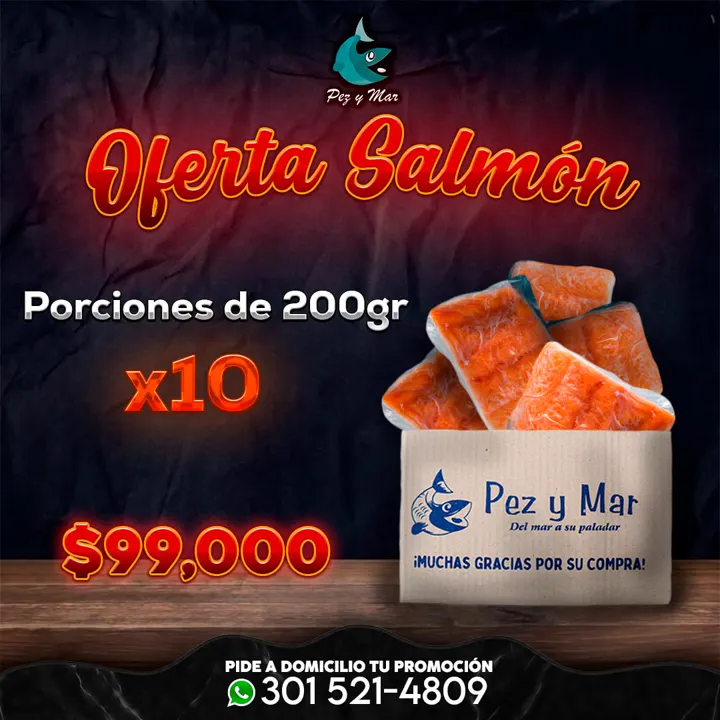 Pez y Mar
Oferta Salmón
Porciones de 200gr
x10
$99,000
Pez y Mar
Del mar a su paladar
¡MUCHAS GRACIAS POR SU COMPRA!
PIDE A DOMICILIO TU PROMOCIÓN
301 521-4809